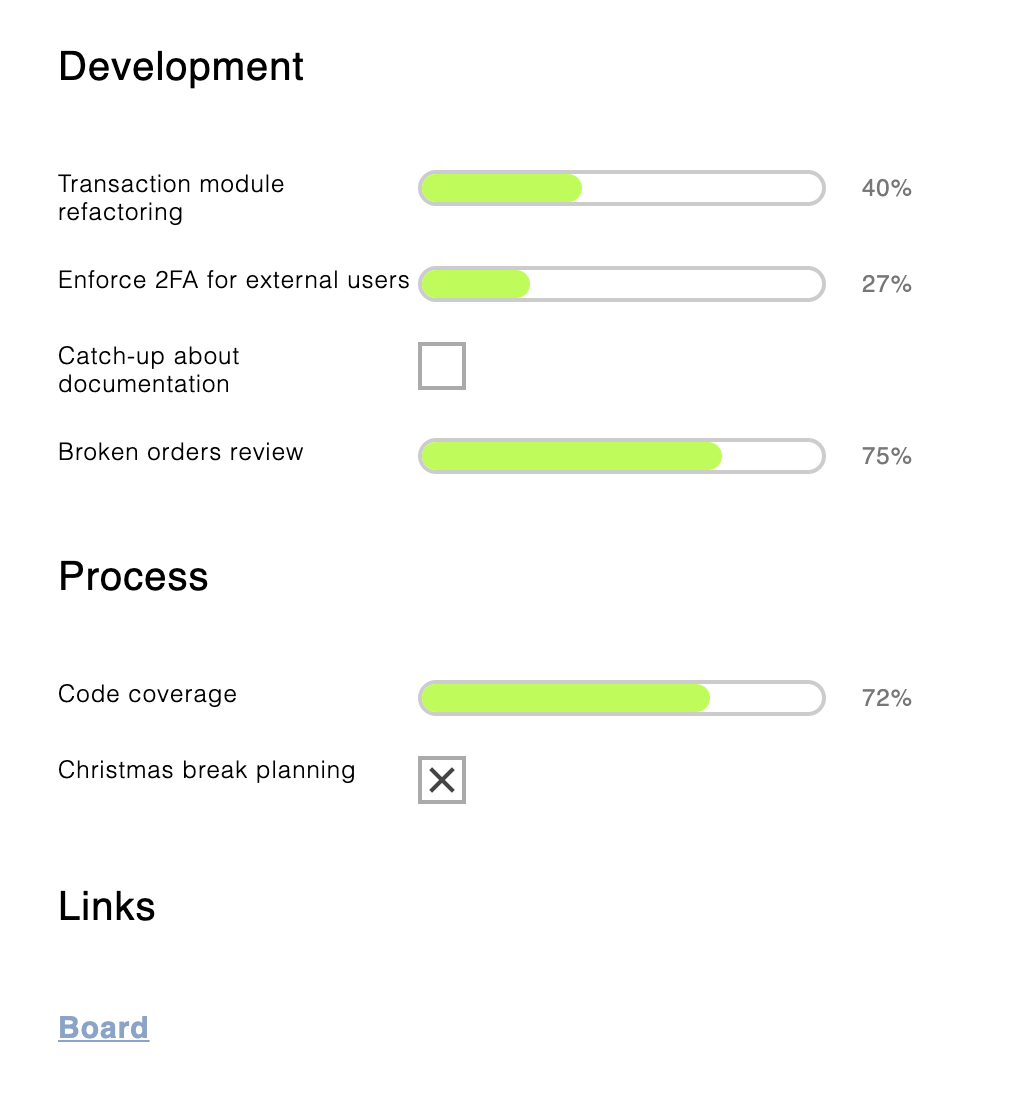 Development
Transaction module
refactoring
40%
Enforce 2FA for external users
27%
Catch-up about
documentation
Broken orders review
75%
Process
Code coverage
72%
Christmas break planning
Links
Board